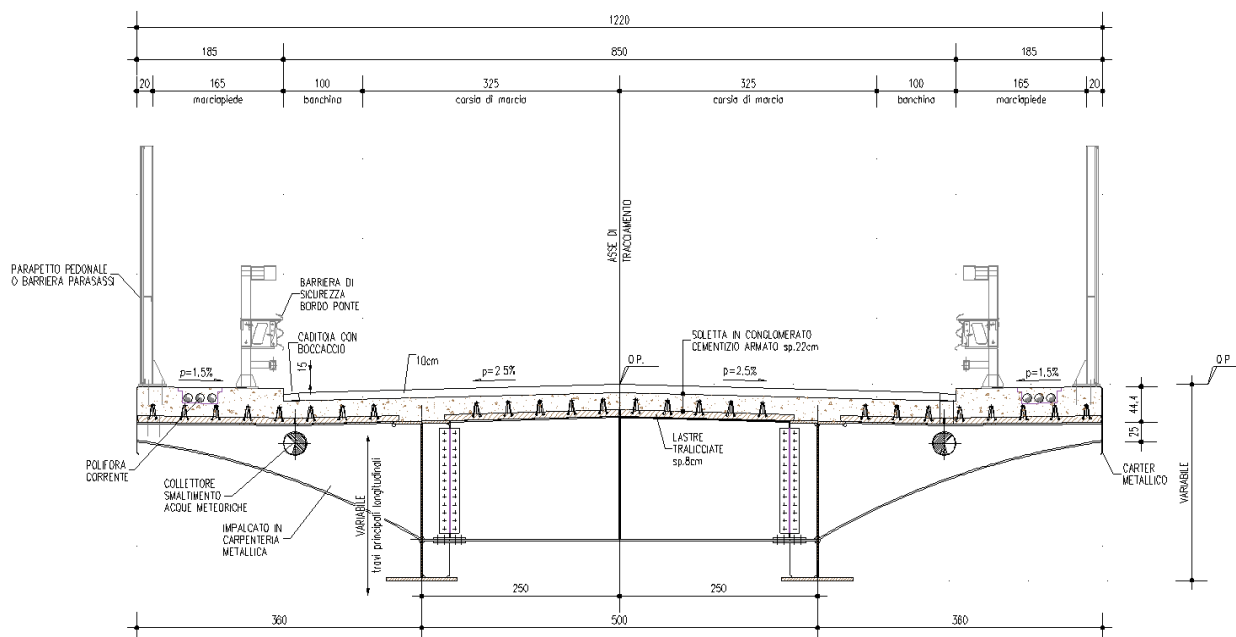 1220
185
850
185
20
165
100
325
325
100
165
20
marciapiede
banchina
corsia di marcia
corsia di marcia
banchina
marciapiede
ASSE DI
TRACCIAMENTO
PARAPETTO PEDONALE
O BARRIERA PARASASSI
BARRIERA DI
SICUREZZA
BORDO PONTE
CADITOIA CON
BOCCACCIO
15
10cm
SOLETTA IN CONGLOMERATO
CEMENTIZIO ARMATO sp.22cm
Q.P.
Q.P.
p=1,5%
p=2.5%
p=2.5%
p=1,5%
44.4
25
VARIABILE
LASTRE
TRALICCIATE
sp.8cm
POLIFORA
CORRENTE
COLLETTORE
SMALTIMENTO
ACQUE METEORICHE
IMPALCATO IN
CARPENTERIA
METALLICA
VARIABILE
travi principali longitudinali
CARTER
METALLICO
250
250
360
500
360